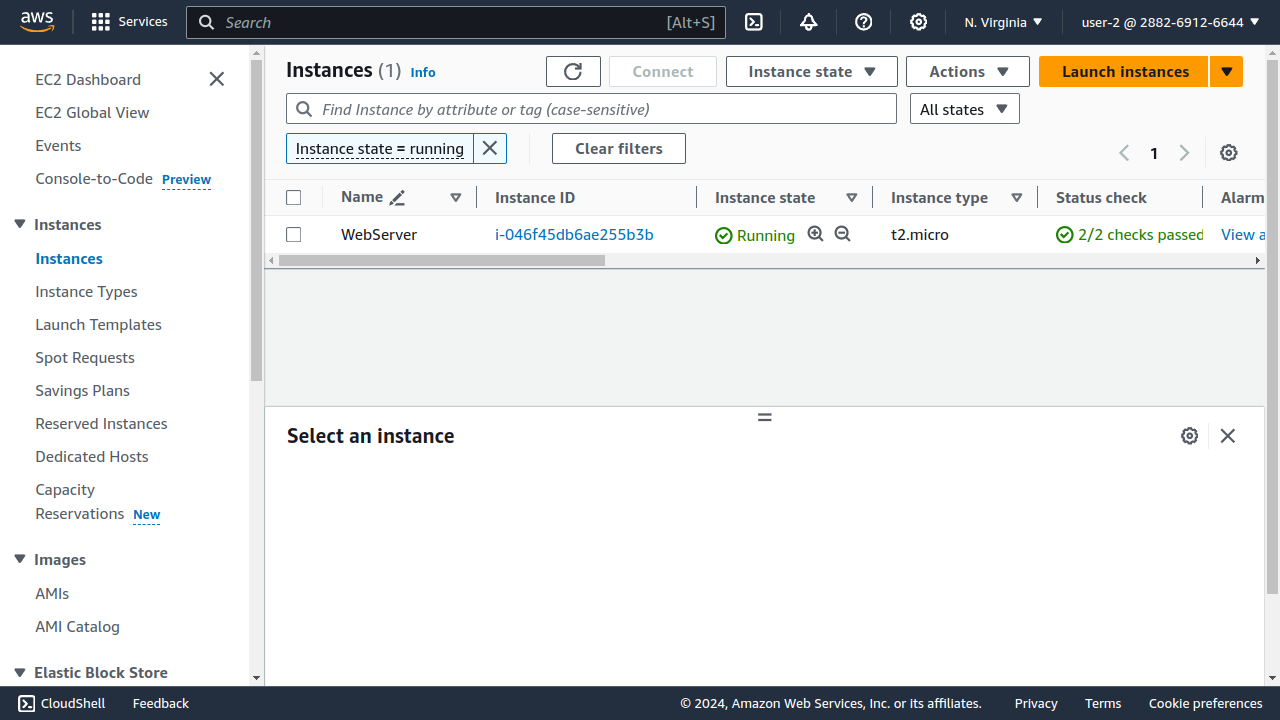 aws Services Search [Alt+S] N. Virginia user-2 @ 2882-6912-6644
EC2 Dashboard
EC2 Global View
Events
Console-to-Code Preview
Instances
Instances
Instance Types
Launch Templates
Spot Requests
Savings Plans
Reserved Instances
Dedicated Hosts
Capacity
Reservations New
Images
AMIs
AMI Catalog
Elastic Block Store
Instances (1) Info Connect Instance state Actions Launch instances
Find Instance by attribute or tag (case-sensitive) All states
Instance state = running Clear filters 1
Name Instance ID Instance state Instance type Status check Alarm
WebServer i-046f45db6ae255b3b Running t2.micro 2/2 checks passed View a
Select an instance
CloudShell Feedback © 2024, Amazon Web Services, Inc. or its affiliates. Privacy Terms Cookie preferences